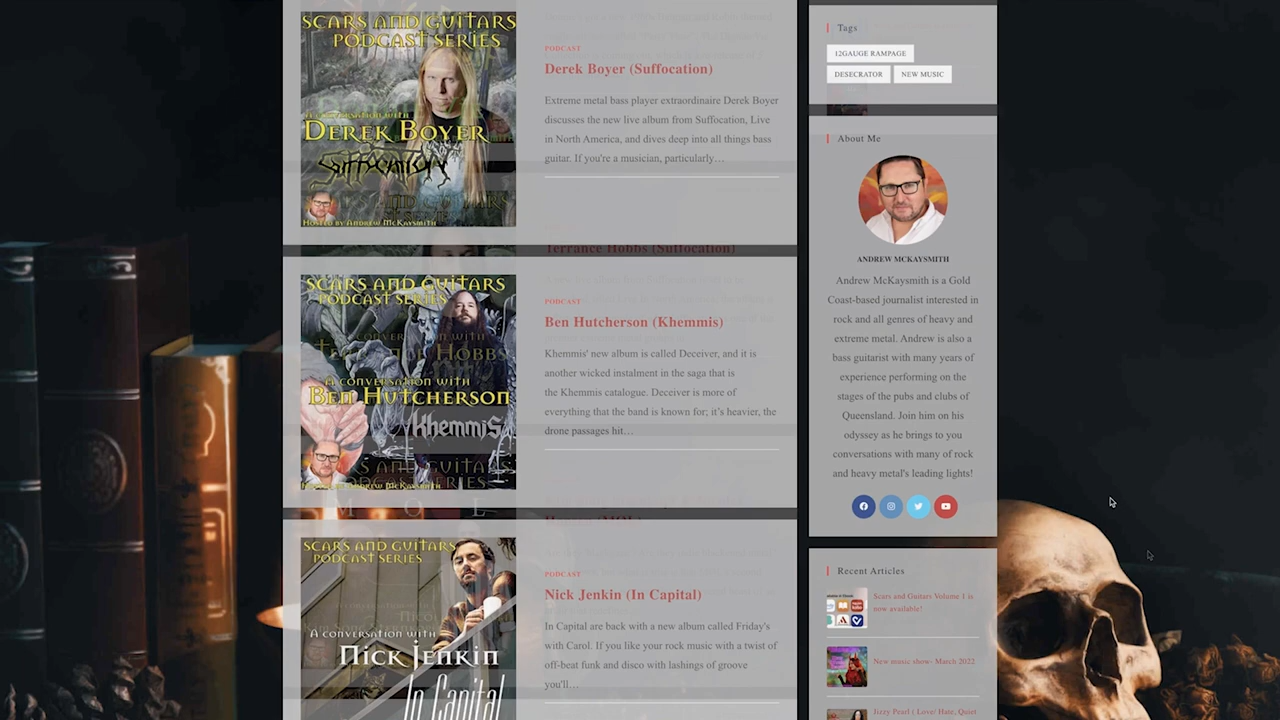 SCARS AND GUITARS
PODCAST SERIES
A CONVERSATION WITH
DEREK BOYER
SUFFOCATION
HOSTED BY ANDREW MCKAYSMITH
PODCAST
Derek Boyer (Suffocation)
Extreme metal bass player extraordinaire Derek Boyer
discusses the new live album from Suffocation, Live
in North America, and dives deep into all things bass
guitar. If you're a musician, particularly…
Terrance Hobbs (Suffocation)
SCARS AND GUITARS
PODCAST SERIES
A CONVERSATION WITH
BEN HUTCHERSON
Khemmis
PODCAST
Ben Hutcherson (Khemmis)
Khemmis' new album is called Deceiver, and it is
another wicked instalment in the saga that is
the Khemmis catalogue. Deceiver is more of
everything that the band is known for; it's heavier, the
drone passages hit…
SCARS AND GUITARS
PODCAST SERIES
A CONVERSATION WITH
NICK JENKIN
In Capital
PODCAST
Nick Jenkin (In Capital)
In Capital are back with a new album called Friday's
with Carol. If you like your rock music with a twist of
off-beat funk and disco with lashings of groove
you'll…
Tags
12GAUGE RAMPAGE
DESECRATOR NEW MUSIC
About Me
ANDREW MCKAYSMITH
Andrew McKaysmith is a Gold
Coast-based journalist interested in
rock and all genres of heavy and
extreme metal. Andrew is also a
bass guitarist with many years of
experience performing on the
stages of the pubs and clubs of
Queensland. Join him on his
odyssey as he brings to you
conversations with many of rock
and heavy metal's leading lights!
Recent Articles
Scars and Guitars Volume 1 is
now available!
New music show- March 2022
Jizzy Pearl ( Love/ Hate, Quiet